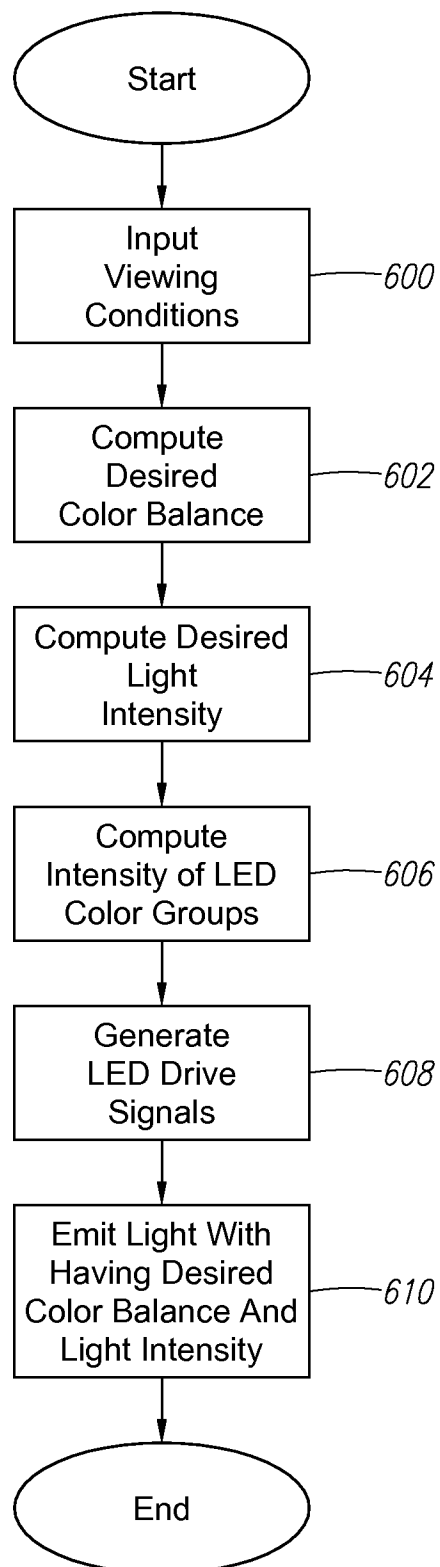 Start
Input
Viewing
Conditions
600
Compute
Desired
Color Balance
602
Compute Desired
Light
Intensity
604
Compute
Intensity of LED
Color Groups
606
Generate
LED Drive
Signals
608
Emit Light With
Having Desired
Color Balance And
Light Intensity
610
End